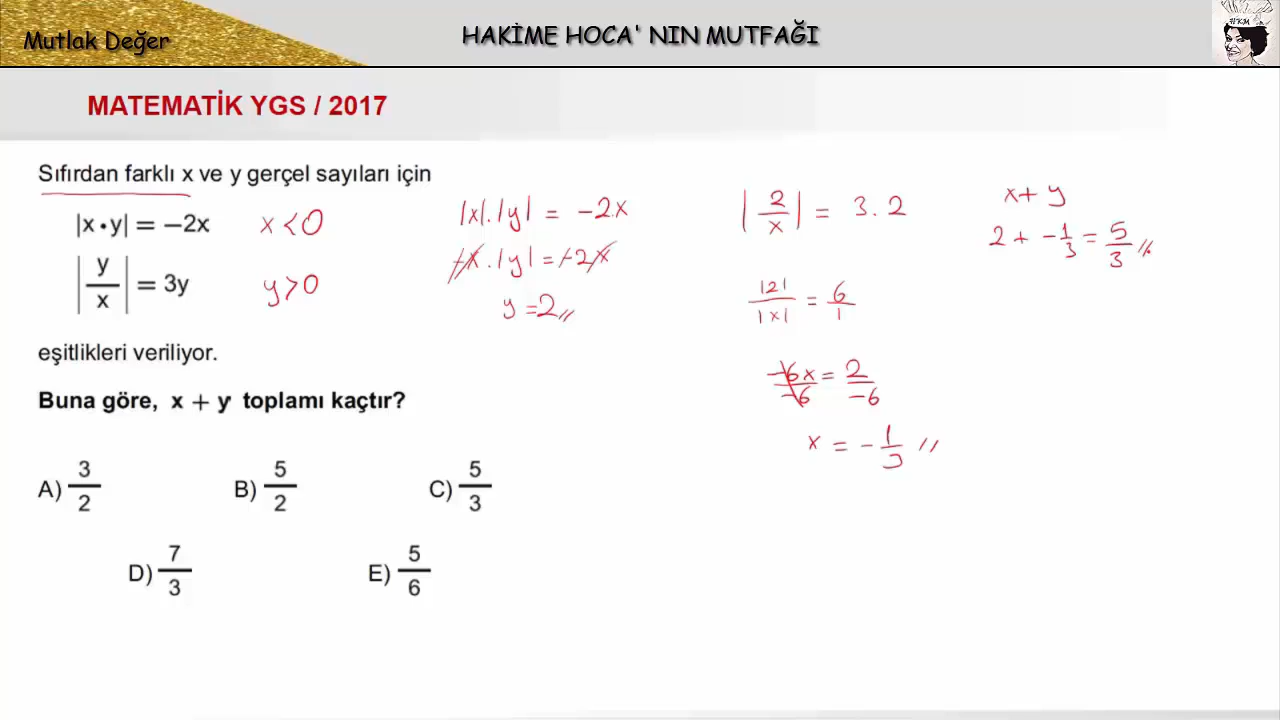 Mutlak Değer
HAKİME HOCA' NIN MUTFAĞI
HKM
MATEMATİK YGS / 2017
Sıfırdan farklı x ve y gerçel sayıları için
|x•y| = −2x
x < 0
|y/x| = 3y
y > 0
eşitlikleri veriliyor.
Buna göre, x + y toplamı kaçtır?
A) 3/2
B) 5/2
C) 5/3
D) 7/3
E) 5/6
|x|.|y| = −2x
−x.|y| = −2x
y = 2//
|2/x| = 3.2
|2|/|x| = 6/1
−6x/−6 = 2/−6
x = −1/3 //
x + y
2 + −1/3 = 5/3 //